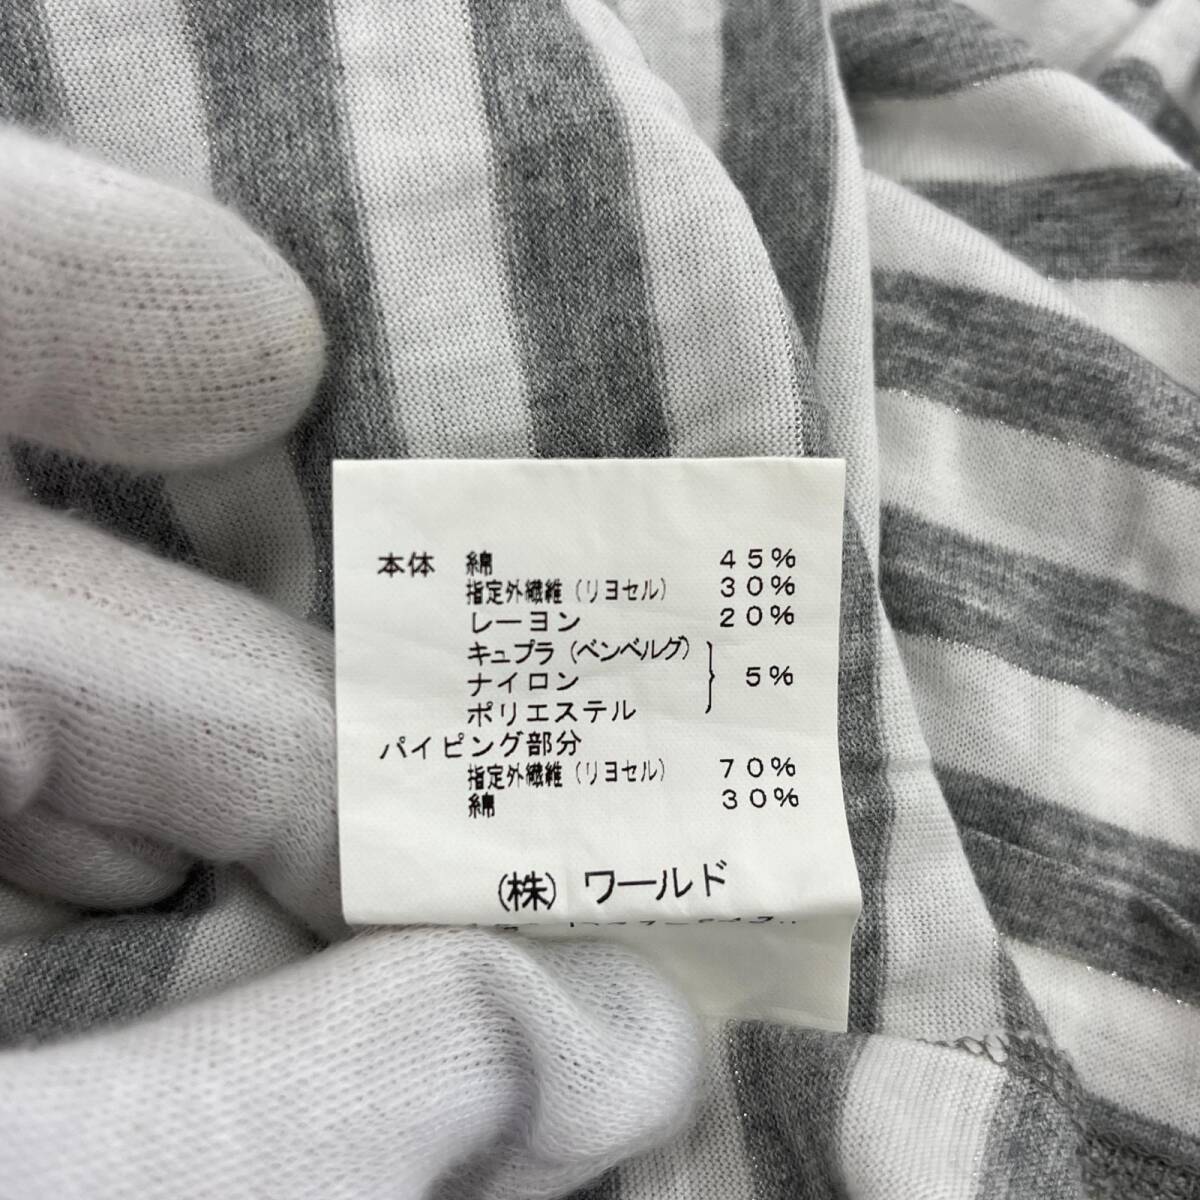 本体 綿 45%
指定外繊維(リヨセル) 30%
レーヨン 20%
キュプラ(ベンベルグ)
ナイロン } 5%
ポリエステル
パイピング部分
指定外繊維(リヨセル) 70%
綿 30%
(株)ワールド